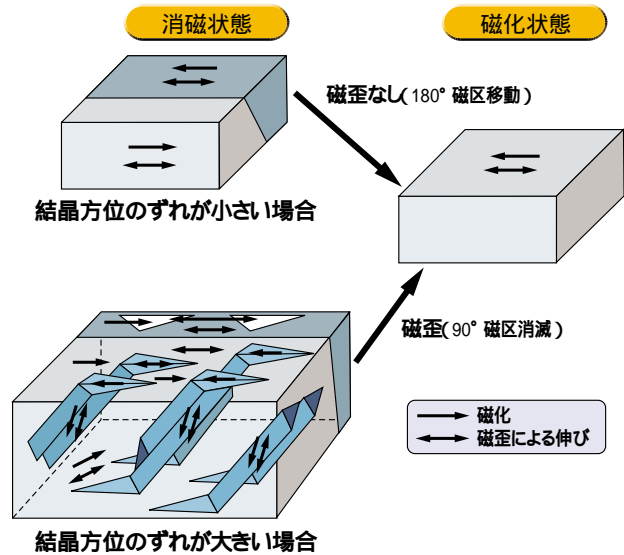 消磁状態
磁化状態
磁歪なし(180° 磁区移動)
結晶方位のずれが小さい場合
磁歪(90° 磁区消滅)
磁化
磁歪による伸び
結晶方位のずれが大きい場合